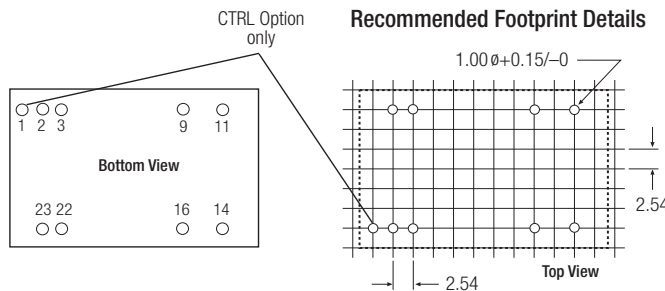 CTRL Option
only
Recommended Footprint Details
1.00 ø+0.15/–0
1 2 3 9 11
Bottom View
23 22 16 14
2.54
2.54
Top View